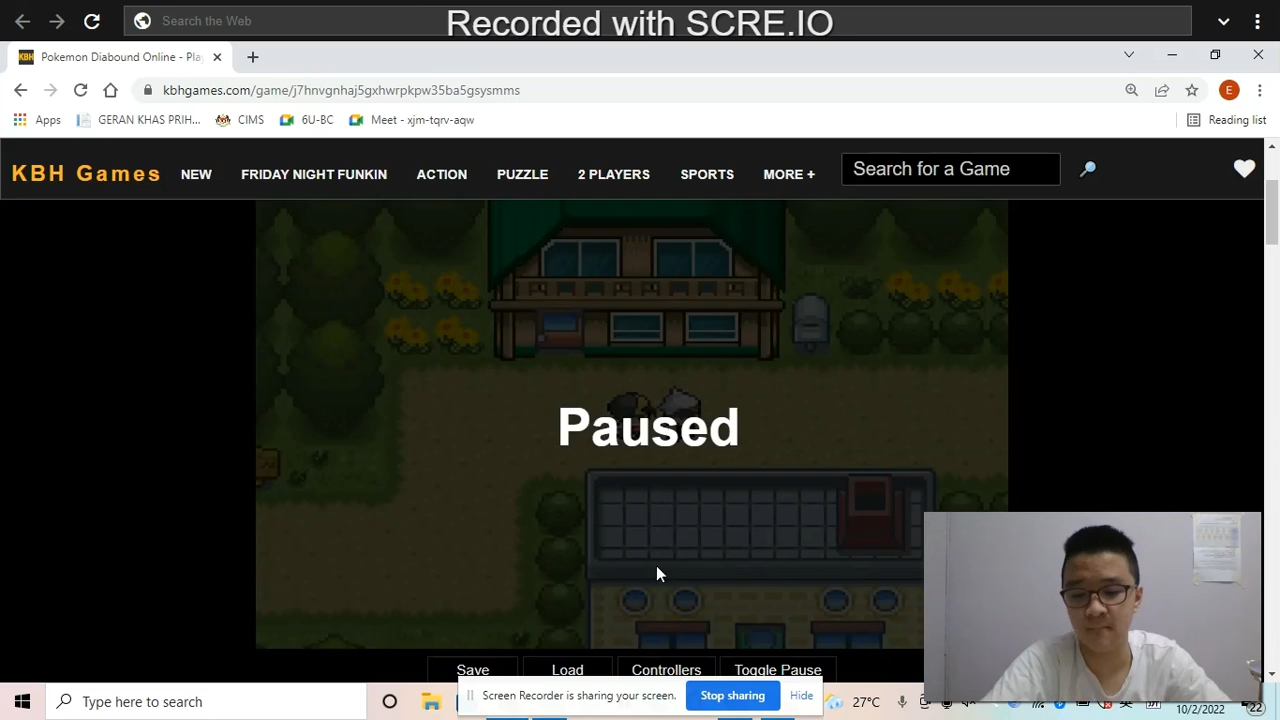 Search the Web
Recorded with SCRE.IO
KBH Pokemon Diabound Online - Pla
kbhgames.com/game/j7hnvgnhaj5gxhwrpkpw35ba5gsysmms
E
Apps GERAN KHAS PRIH... CIMS 6U-BC Meet - xjm-tqrv-aqw Reading list
KBH Games NEW FRIDAY NIGHT FUNKIN ACTION PUZZLE 2 PLAYERS SPORTS MORE + Search for a Game
Paused
Save Load Controllers Toggle Pause
Screen Recorder is sharing your screen. Stop sharing Hide
Type here to search
27°C
10/2/2022
22